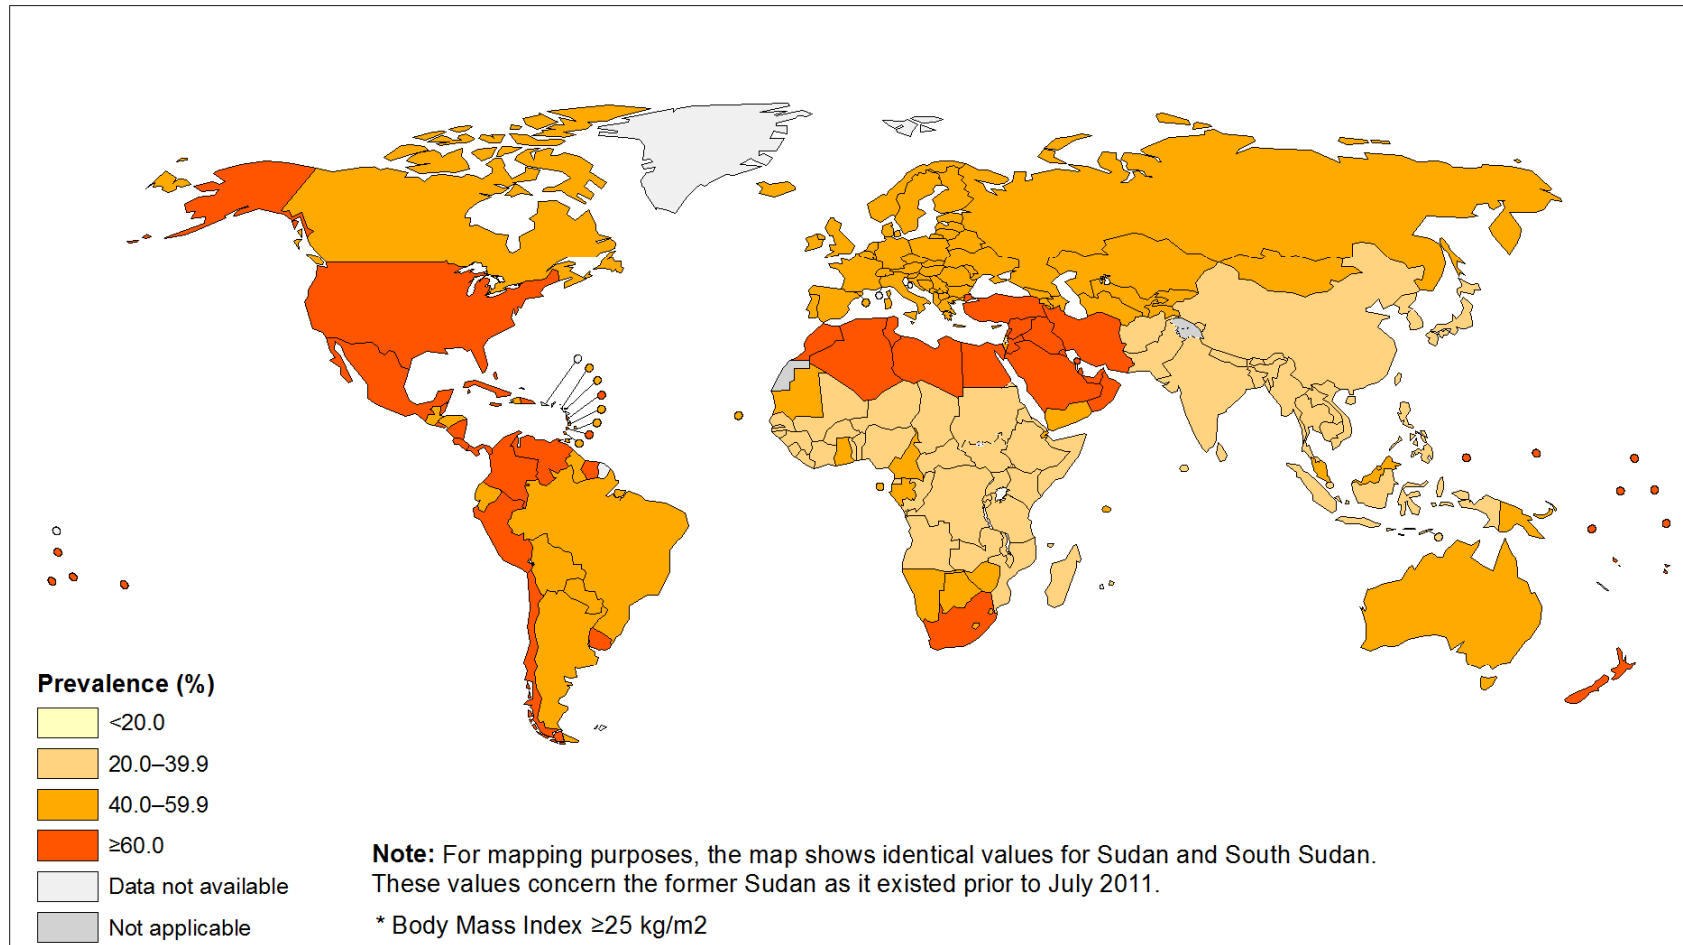 Prevalence (%)
<20.0
20.0–39.9
40.0–59.9
≥60.0
Data not available
Not applicable
Note: For mapping purposes, the map shows identical values for Sudan and South Sudan.
These values concern the former Sudan as it existed prior to July 2011.
* Body Mass Index ≥25 kg/m2